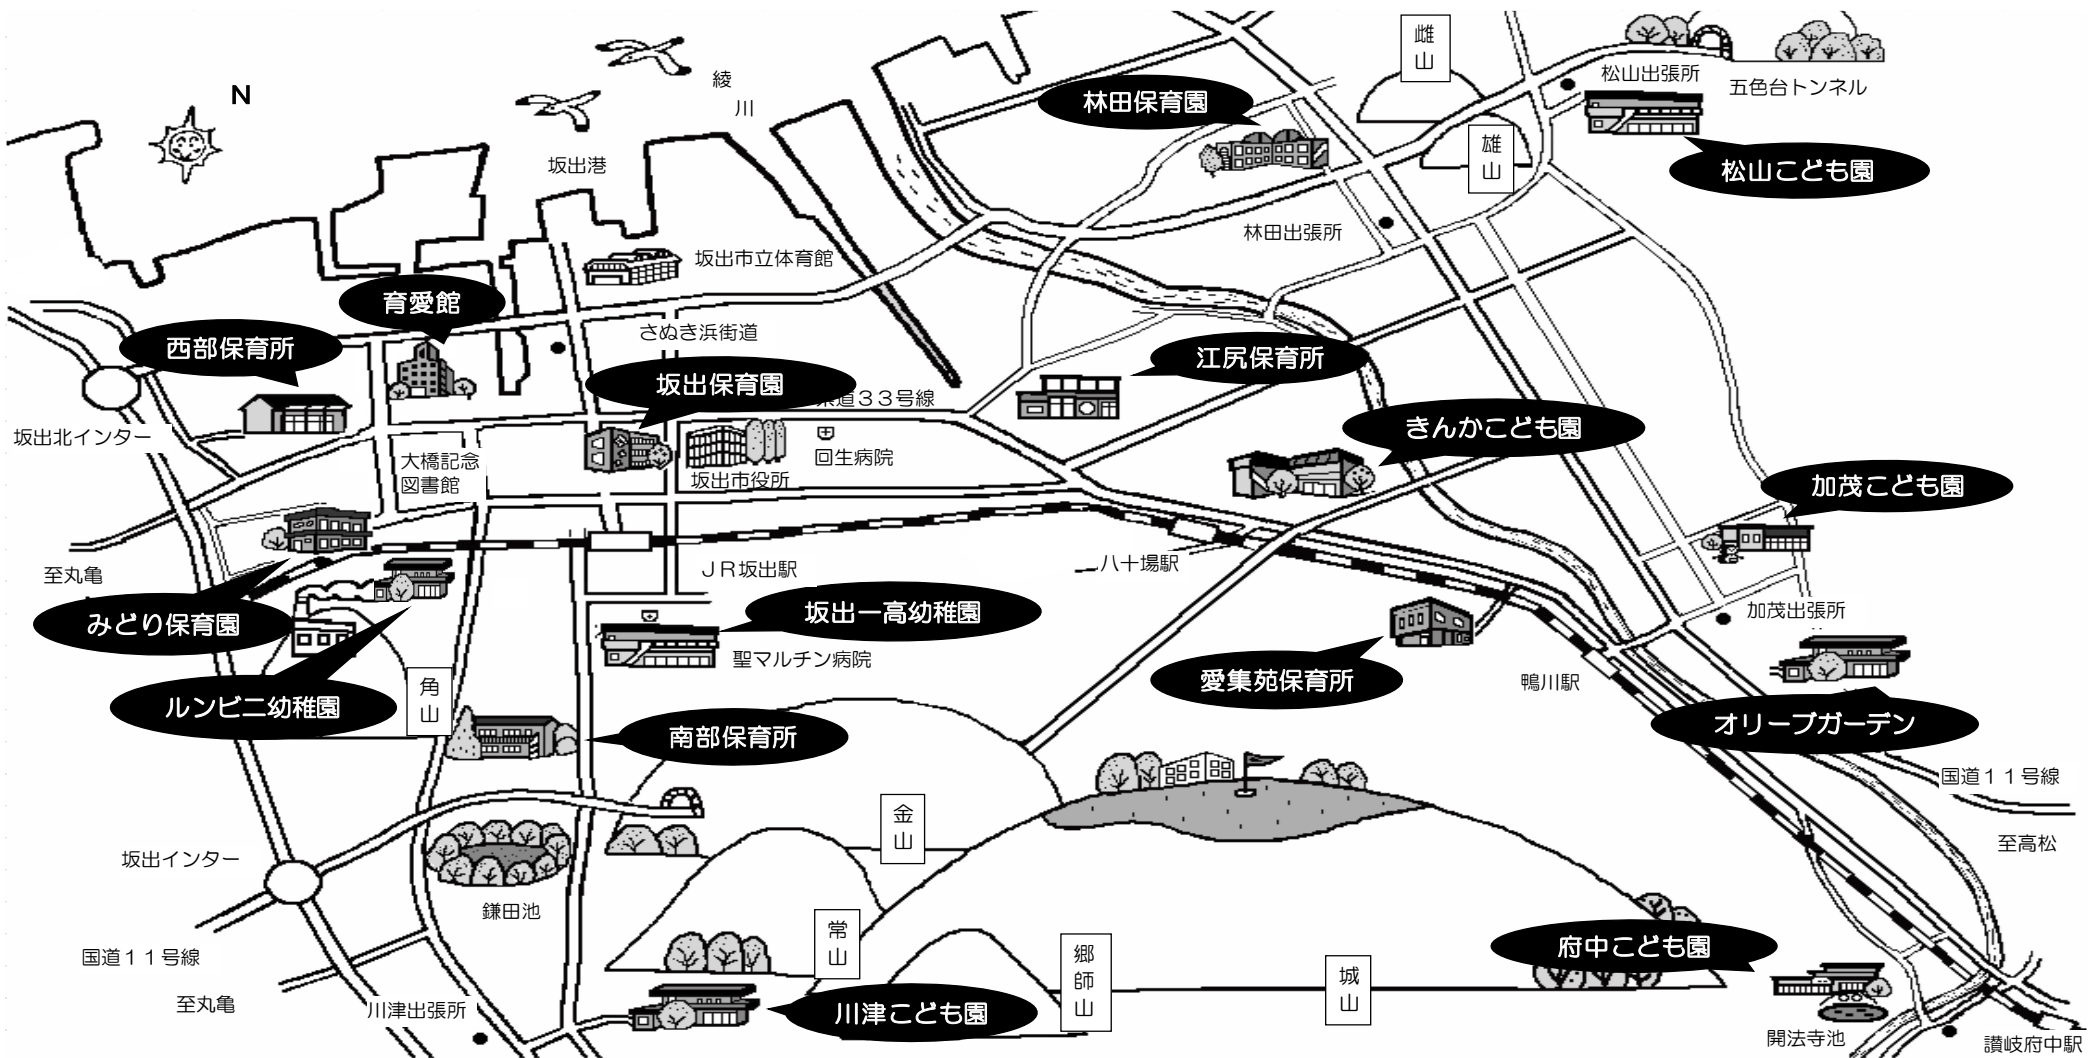 N
綾
川
坂出港
林田保育園
雌
山
雄
山
松山出張所
五色台トンネル
松山こども園
林田出張所
坂出市立体育館
育愛館
さぬき浜街道
西部保育所
坂出北インター
坂出保育園
県道33号線
江尻保育所
きんかこども園
加茂こども園
大橋記念
図書館
坂出市役所
回生病院
至丸亀
みどり保育園
ルンビニ幼稚園
角
山
JR坂出駅
八十場駅
坂出一高幼稚園
聖マルチン病院
加茂出張所
愛集苑保育所
鴨川駅
オリーブガーデン
南部保育所
国道11号線
至高松
金
山
坂出インター
鎌田池
国道11号線
至丸亀
川津出張所
常
山
川津こども園
郷
師
山
城
山
府中こども園
開法寺池
讃岐府中駅